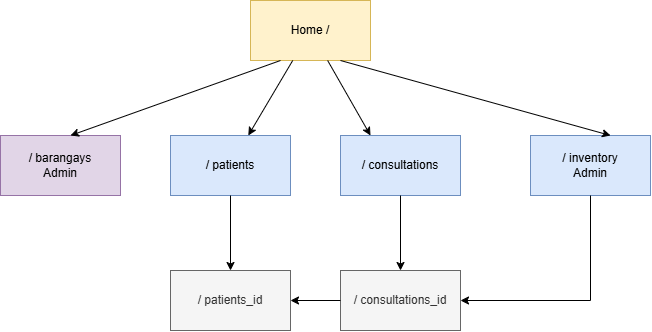 Home /
/ barangays
Admin
/ patients
/ consultations
/ inventory
Admin
/ patients_id
/ consultations_id